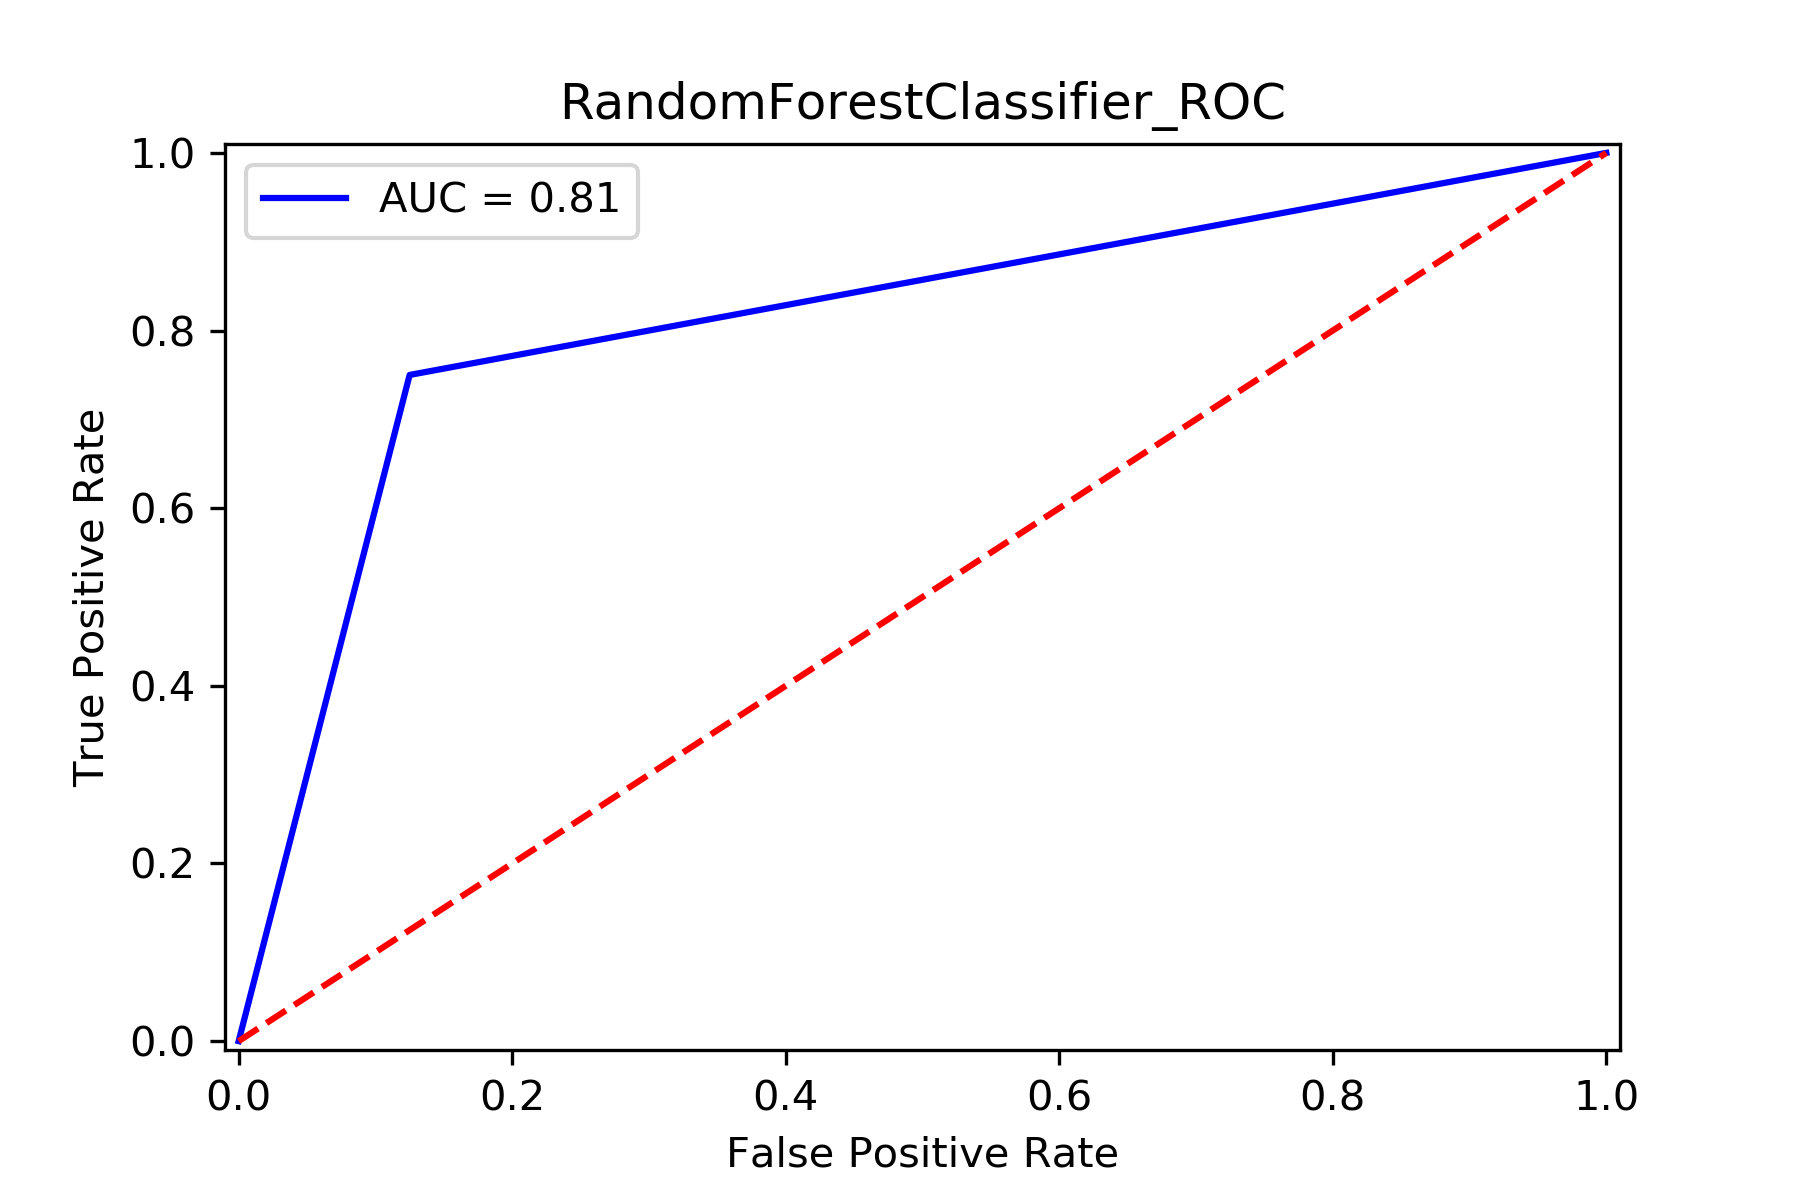 RandomForestClassifier_ROC
AUC = 0.81
1.0
0.8
0.6
0.4
0.2
0.0
True Positive Rate
0.0 0.2 0.4 0.6 0.8 1.0
False Positive Rate